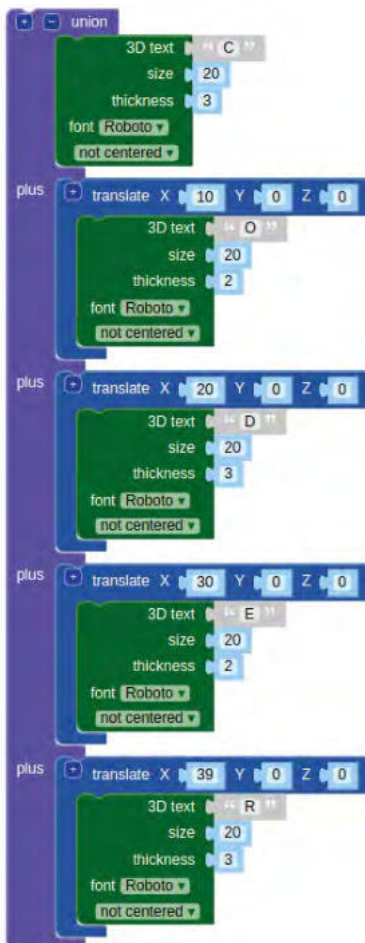 + - union
3D text “ C ”
size 20
thickness 3
font Roboto ▾
not centered ▾
plus + translate X 10 Y 0 Z 0
3D text “ O ”
size 20
thickness 2
font Roboto ▾
not centered ▾
plus + translate X 20 Y 0 Z 0
3D text “ D ”
size 20
thickness 3
font Roboto ▾
not centered ▾
plus + translate X 30 Y 0 Z 0
3D text “ E ”
size 20
thickness 2
font Roboto ▾
not centered ▾
plus + translate X 39 Y 0 Z 0
3D text “ R ”
size 20
thickness 3
font Roboto ▾
not centered ▾